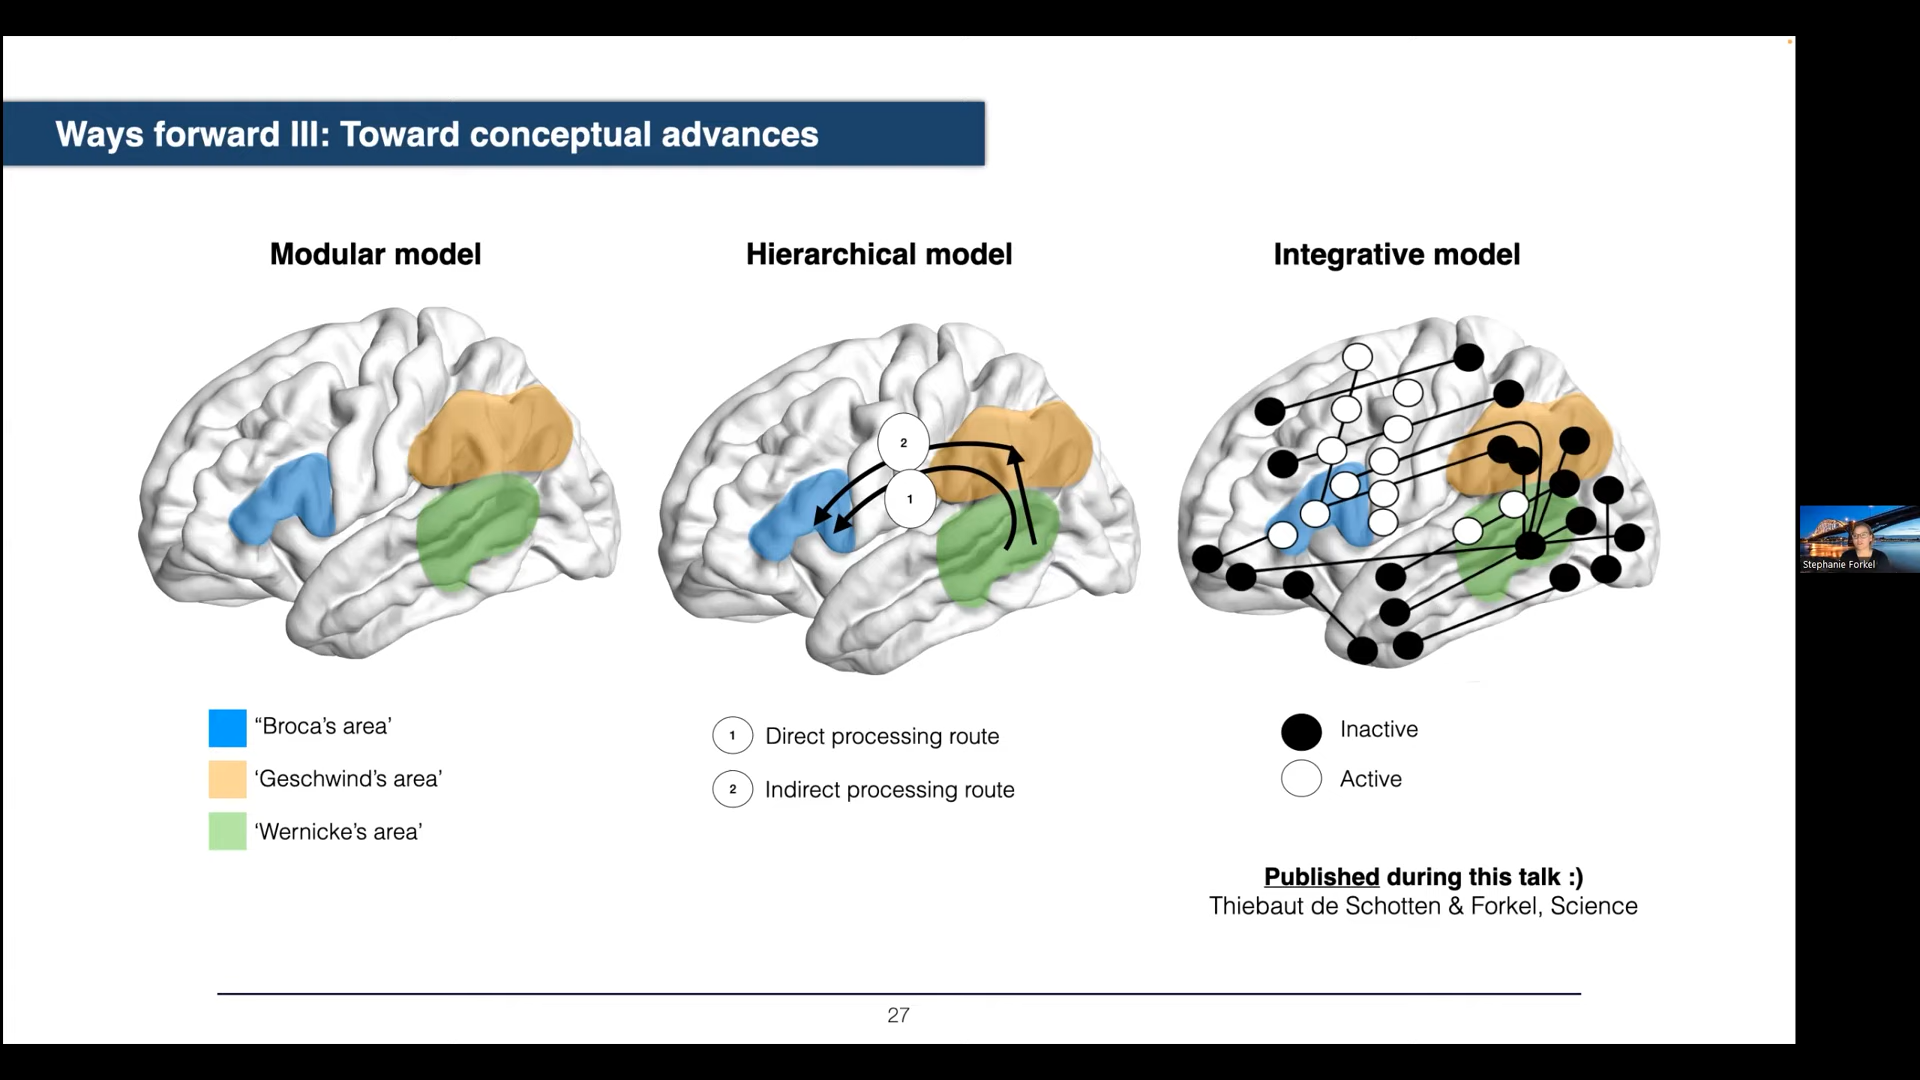 Ways forward III: Toward conceptual advances
Modular model
Hierarchical model
Integrative model
2
1
“Broca’s area’
‘Geschwind’s area’
‘Wernicke’s area’
1 Direct processing route
2 Indirect processing route
Inactive
Active
Published during this talk :)
Thiebaut de Schotten & Forkel, Science
27
Stephanie Forkel